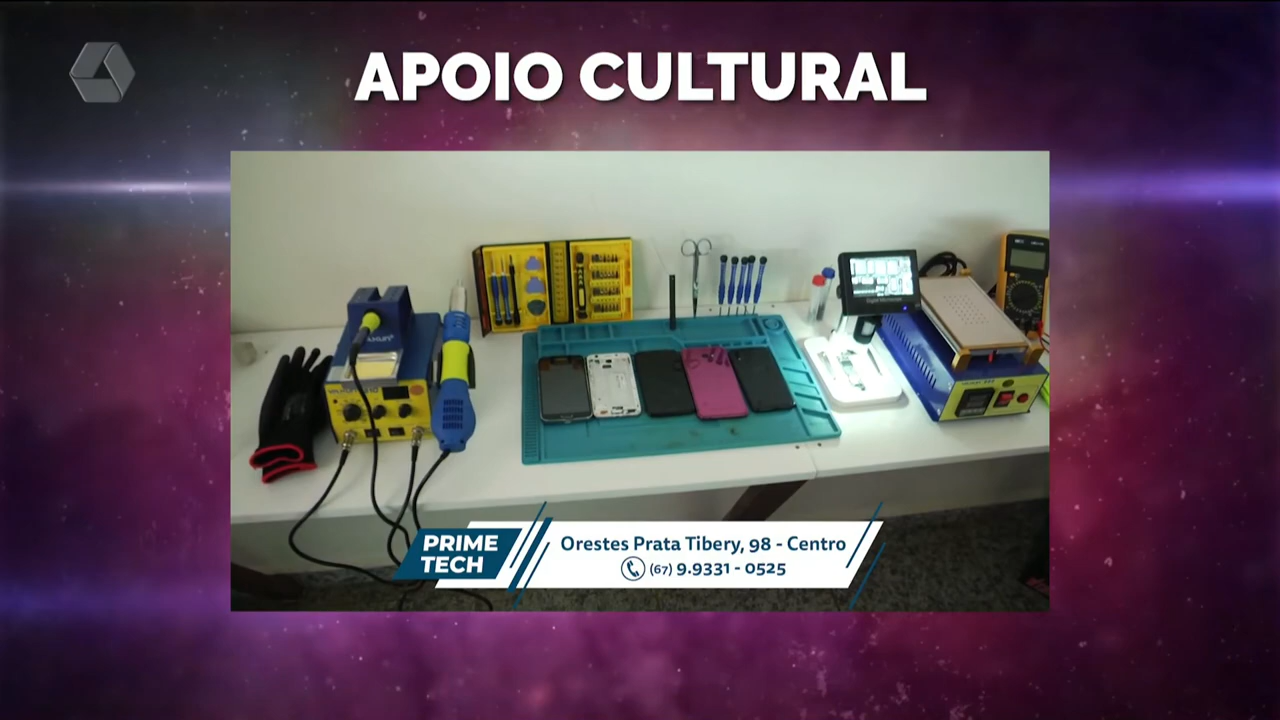 APOIO CULTURAL
PRIME
TECH
Orestes Prata Tibery, 98 - Centro
(67) 9.9331 - 0525